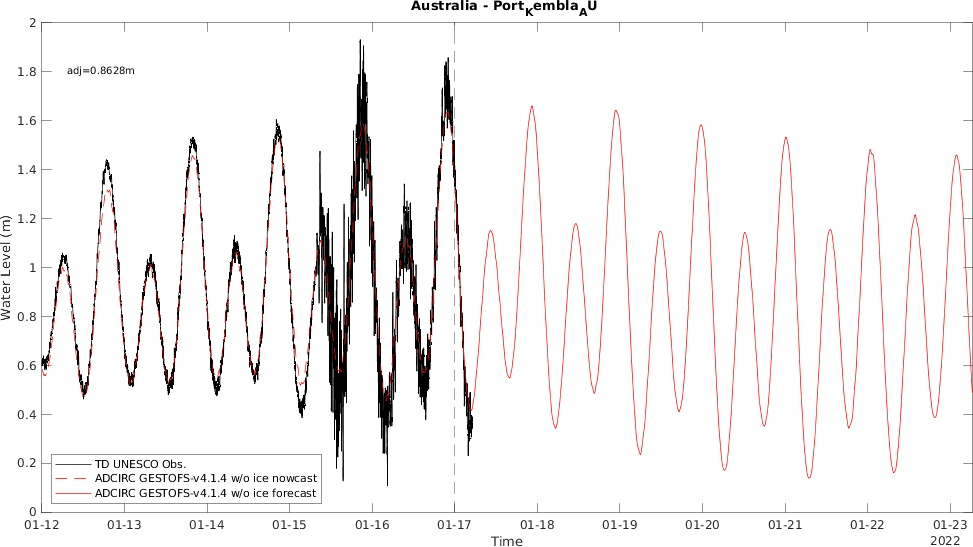 Australia - Port_Kembla_AU
adj=0.8628m
Water Level (m)
2
1.8
1.6
1.4
1.2
1
0.8
0.6
0.4
0.2
0
TD UNESCO Obs.
ADCIRC GESTOFS-v4.1.4 w/o ice nowcast
ADCIRC GESTOFS-v4.1.4 w/o ice forecast
01-12 01-13 01-14 01-15 01-16 01-17 01-18 01-19 01-20 01-21 01-22 01-23
Time
2022